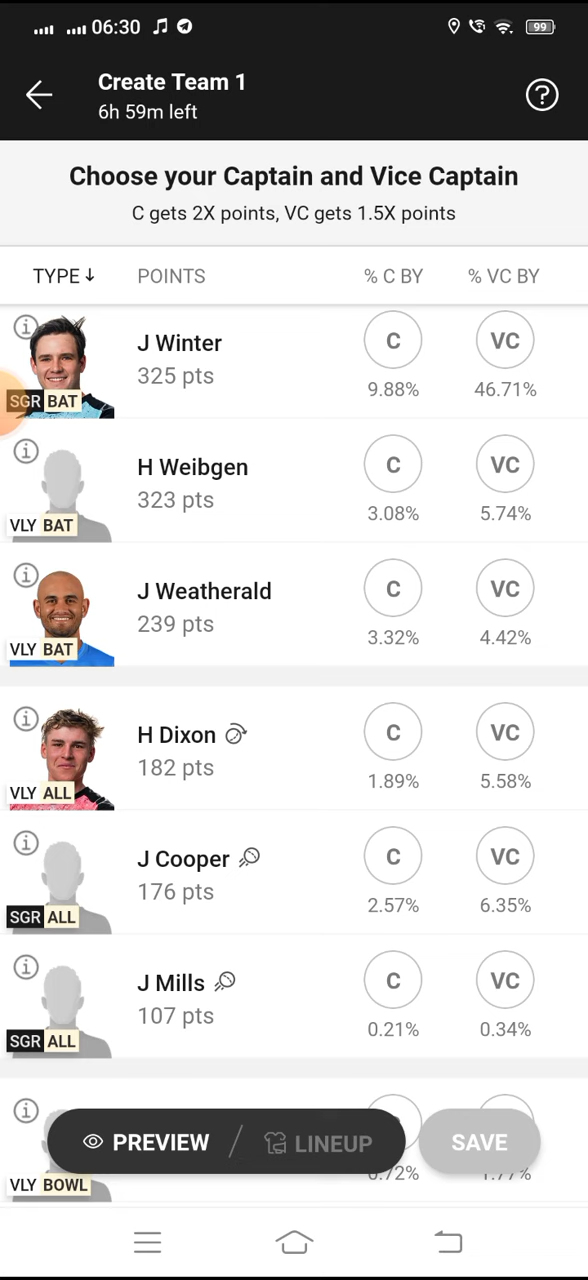 06:30
99
Create Team 1
6h 59m left
?
Choose your Captain and Vice Captain
C gets 2X points, VC gets 1.5X points
TYPE↓ POINTS % C BY % VC BY
i
J Winter C VC
325 pts
9.88% 46.71%
SGR BAT
i
H Weibgen C VC
323 pts
3.08% 5.74%
VLY BAT
i
J Weatherald C VC
239 pts
3.32% 4.42%
VLY BAT
i
H Dixon C VC
182 pts
1.89% 5.58%
VLY ALL
i
J Cooper C VC
176 pts
2.57% 6.35%
SGR ALL
i
J Mills C VC
107 pts
0.21% 0.34%
SGR ALL
i
PREVIEW / LINEUP SAVE
0.72% 1.77%
VLY BOWL